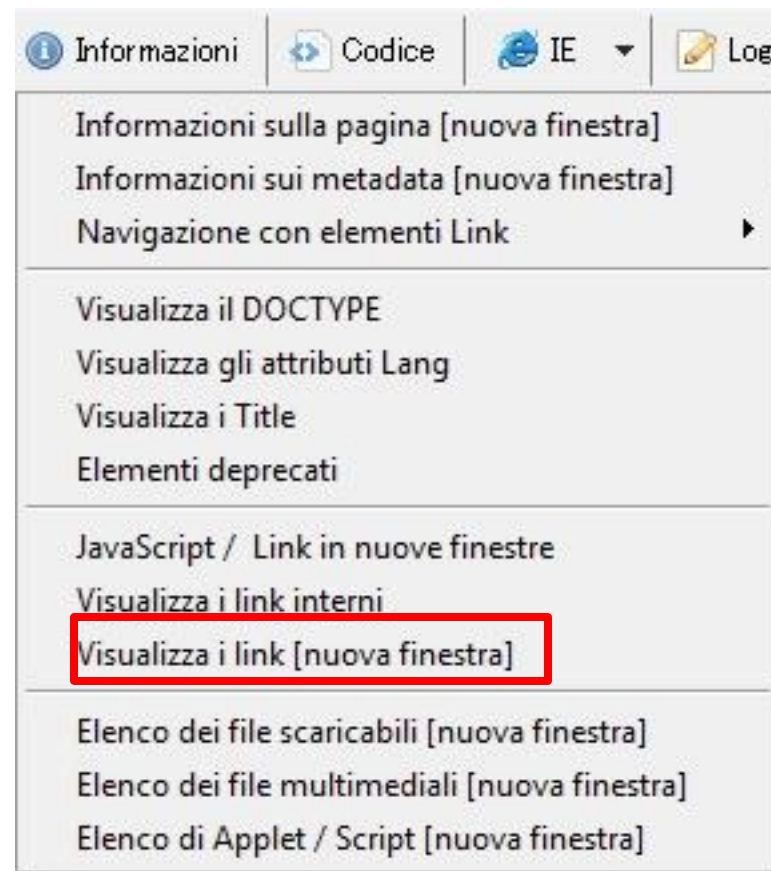 Informazioni Codice IE Log
Informazioni sulla pagina [nuova finestra]
Informazioni sui metadata [nuova finestra]
Navigazione con elementi Link
Visualizza il DOCTYPE
Visualizza gli attributi Lang
Visualizza i Title
Elementi deprecati
JavaScript / Link in nuove finestre
Visualizza i link interni
Visualizza i link [nuova finestra]
Elenco dei file scaricabili [nuova finestra]
Elenco dei file multimediali [nuova finestra]
Elenco di Applet / Script [nuova finestra]